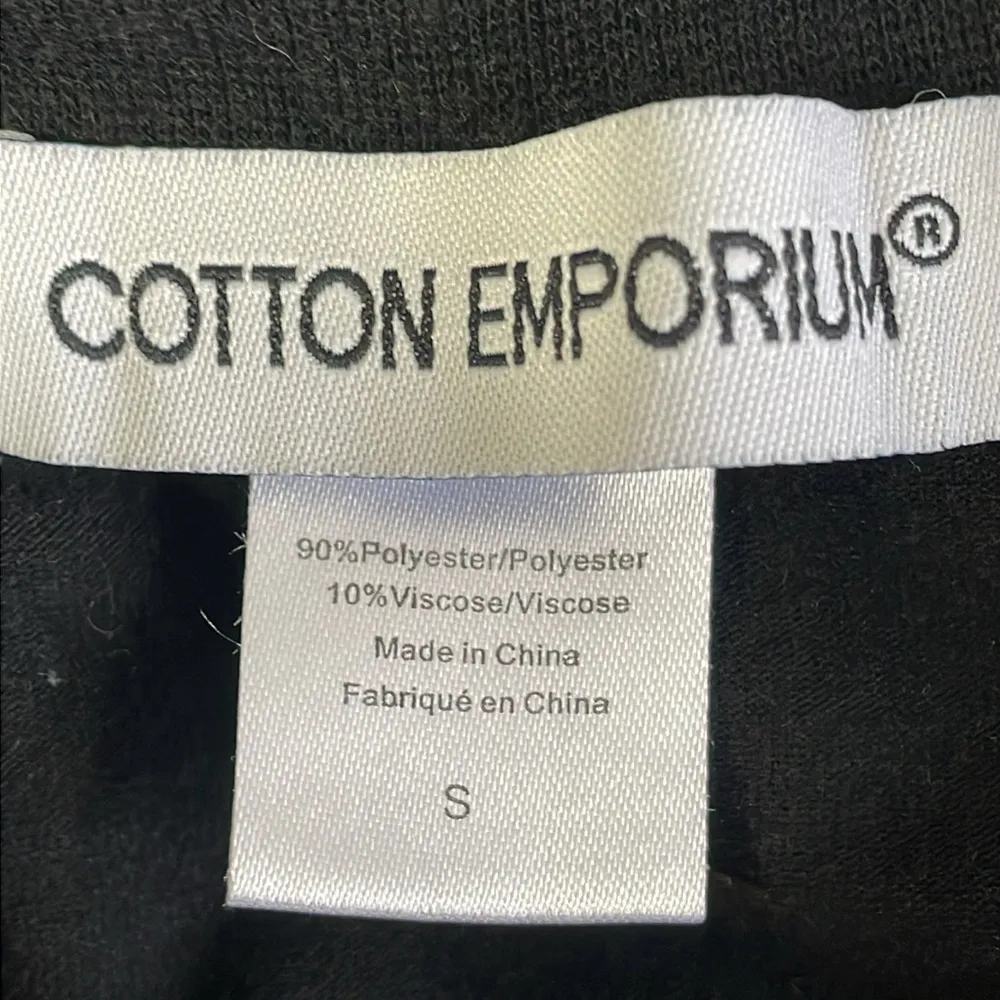 COTTON EMPORIUM®
90%Polyester/Polyester
10%Viscose/Viscose
Made in China
Fabriqué en China
S